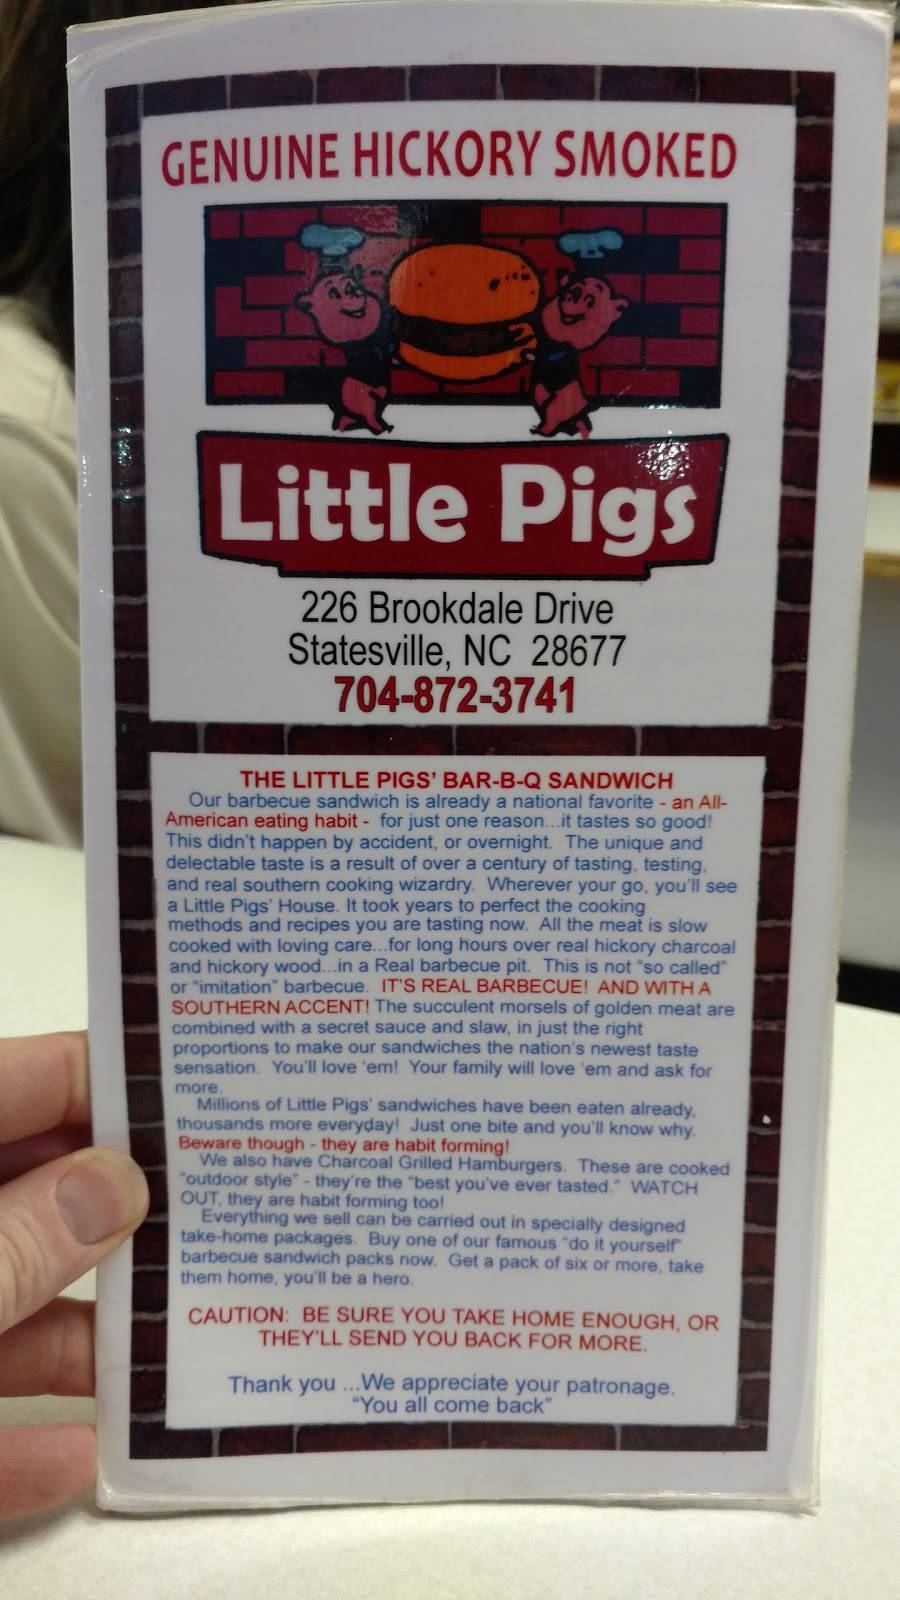 GENUINE HICKORY SMOKED
Little Pigs
226 Brookdale Drive
Statesville, NC 28677
704-872-3741
THE LITTLE PIGS' BAR-B-Q SANDWICH
Our barbecue sandwich is already a national favorite - an All-
American eating habit - for just one reason...it tastes so good!
This didn't happen by accident, or overnight. The unique and
delectable taste is a result of over a century of tasting, testing,
and real southern cooking wizardry. Wherever your go, you'll see
a Little Pigs' House. It took years to perfect the cooking
methods and recipes you are tasting now. All the meat is slow
cooked with loving care...for long hours over real hickory charcoal
and hickory wood...in a Real barbecue pit. This is not "so called"
or "imitation" barbecue. IT'S REAL BARBECUE! AND WITH A
SOUTHERN ACCENT! The succulent morsels of golden meat are
combined with a secret sauce and slaw, in just the right
proportions to make our sandwiches the nation's newest taste
sensation. You'll love 'em! Your family will love 'em and ask for
more.
Millions of Little Pigs' sandwiches have been eaten already,
thousands more everyday! Just one bite and you'll know why.
Beware though - they are habit forming!
We also have Charcoal Grilled Hamburgers. These are cooked
"outdoor style" - they're the "best you've ever tasted." WATCH
OUT, they are habit forming too!
Everything we sell can be carried out in specially designed
take-home packages. Buy one of our famous "do it yourself"
barbecue sandwich packs now. Get a pack of six or more, take
them home, you'll be a hero.
CAUTION: BE SURE YOU TAKE HOME ENOUGH, OR
THEY'LL SEND YOU BACK FOR MORE.
Thank you ...We appreciate your patronage.
"You all come back"